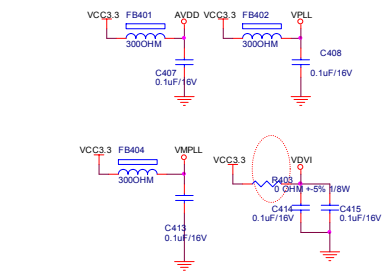 VCC3.3 FB401 AVDD
300OHM
C407
0.1uF/16V
VCC3.3 FB402 VPLL
300OHM
C408
0.1uF/16V
VCC3.3 FB404 VMPLL
300OHM
C413
0.1uF/16V
VCC3.3 VDVI
R403
0 OHM +-5% 1/8W
C414
0.1uF/16V
C415
0.1uF/16V